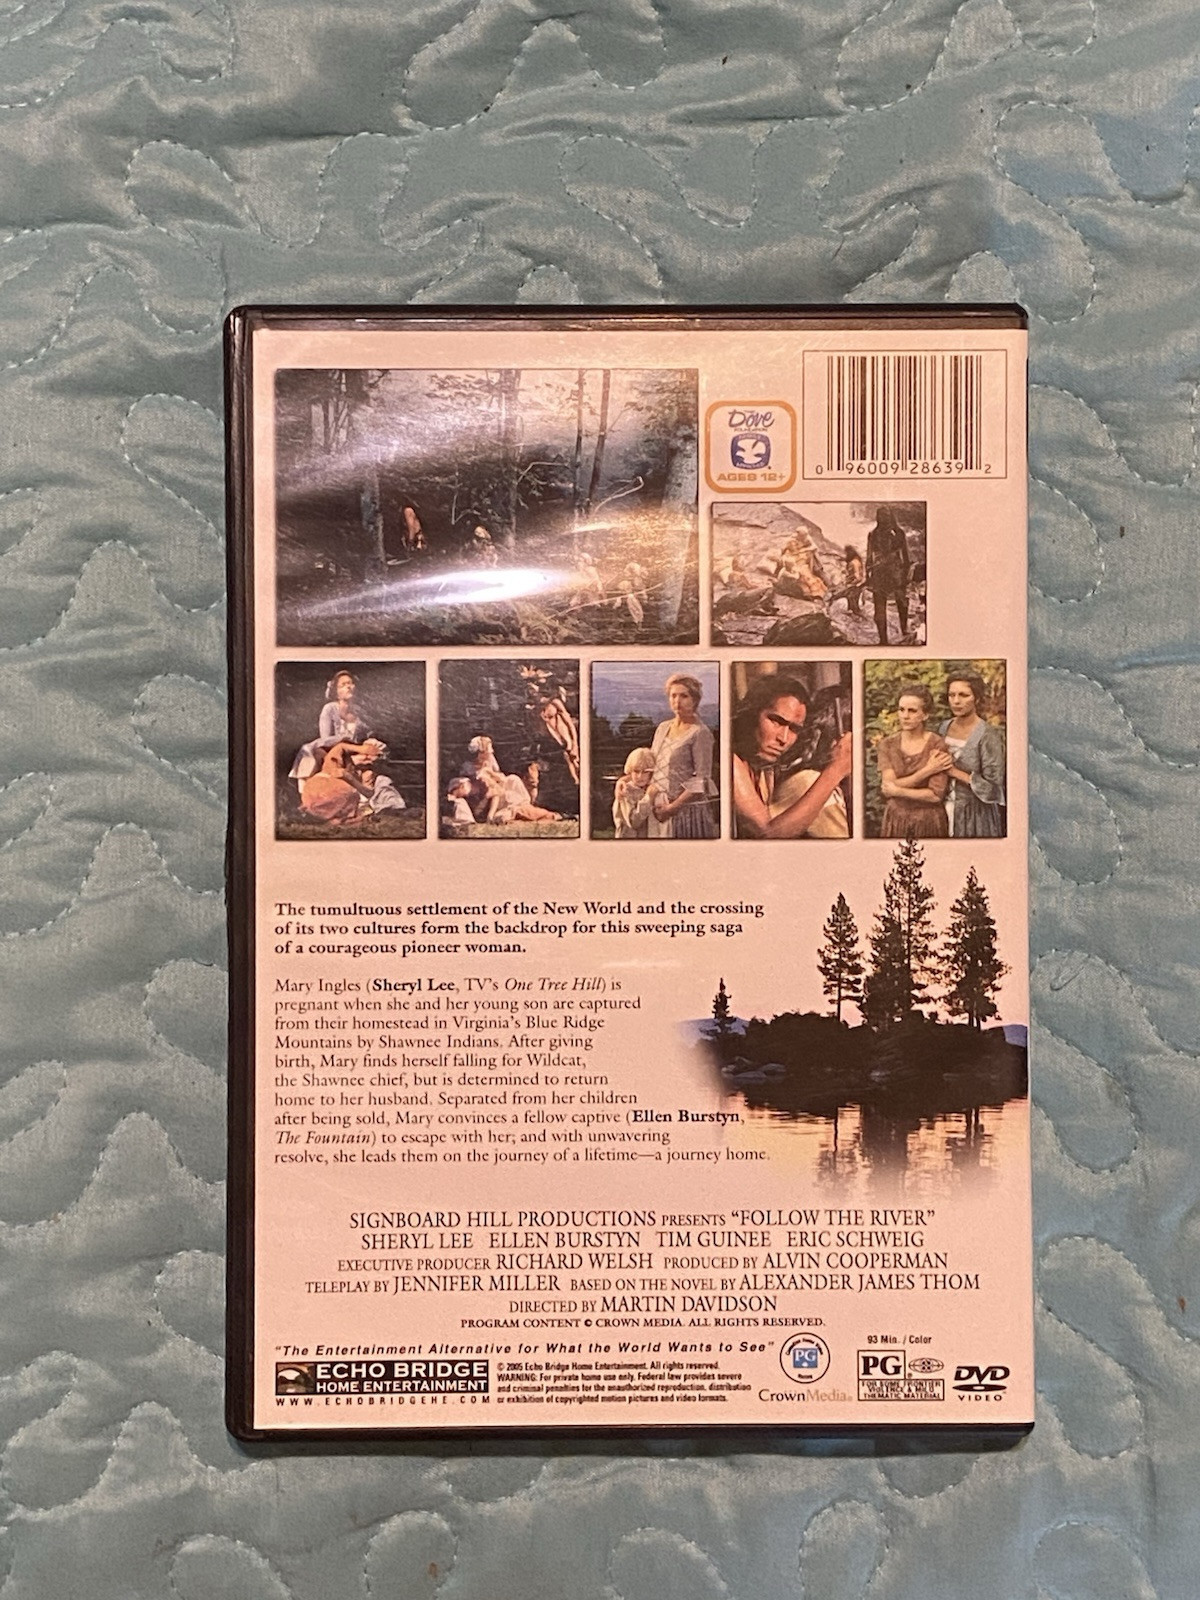 Dove
FOUNDATION
AGES 12+
0 96009 28639 2
The tumultuous settlement of the New World and the crossing
of its two cultures form the backdrop for this sweeping saga
of a courageous pioneer woman.
Mary Ingles (Sheryl Lee, TV's One Tree Hill) is
pregnant when she and her young son are captured
from their homestead in Virginia's Blue Ridge
Mountains by Shawnee Indians. After giving
birth, Mary finds herself falling for Wildcat,
the Shawnee chief, but is determined to return
home to her husband. Separated from her children
after being sold, Mary convinces a fellow captive (Ellen Burstyn,
The Fountain) to escape with her; and with unwavering
resolve, she leads them on the journey of a lifetime—a journey home.
SIGNBOARD HILL PRODUCTIONS PRESENTS "FOLLOW THE RIVER"
SHERYL LEE ELLEN BURSTYN TIM GUINEE ERIC SCHWEIG
EXECUTIVE PRODUCER RICHARD WELSH PRODUCED BY ALVIN COOPERMAN
TELEPLAY BY JENNIFER MILLER BASED ON THE NOVEL BY ALEXANDER JAMES THOM
DIRECTED BY MARTIN DAVIDSON
PROGRAM CONTENT © CROWN MEDIA. ALL RIGHTS RESERVED.
"The Entertainment Alternative for What the World Wants to See"
ECHO BRIDGE
HOME ENTERTAINMENT
WWW.ECHOBRIDGEHE.COM
© 2005 Echo Bridge Home Entertainment. All rights reserved.
WARNING: For private home use only. Federal law provides severe
and criminal penalties for the unauthorized reproduction, distribution
or exhibition of copyrighted motion pictures and video formats.
PG
CrownMedia
93 Min. / Color
PG
FOR SOME FRONTIER
VIOLENCE & MILD
THEMATIC MATERIAL
DVD
VIDEO